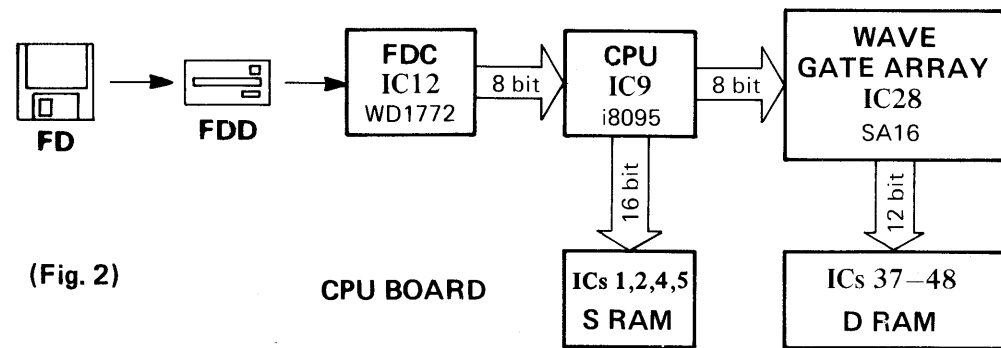 FD
FDD
FDC
IC12
WD1772
8 bit
CPU
IC9
i8095
8 bit
WAVE
GATE ARRAY
IC28
SA16
16 bit
12 bit
(Fig. 2)
CPU BOARD
ICs 1,2,4,5
S RAM
ICs 37–48
D RAM